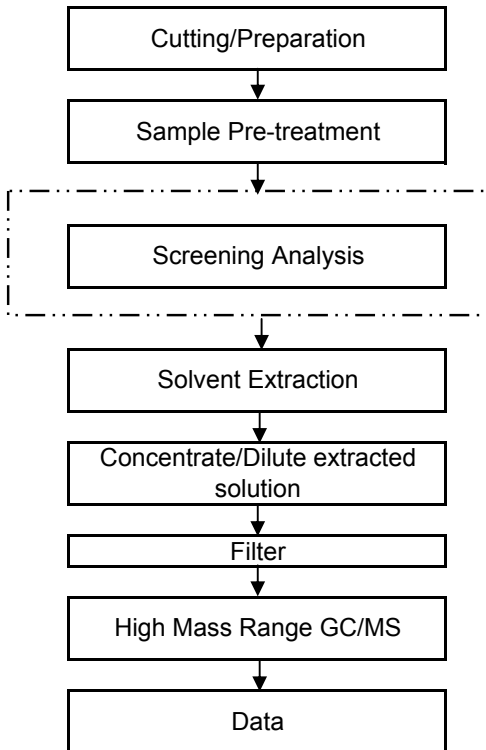 Cutting/Preparation
Sample Pre-treatment
Screening Analysis
Solvent Extraction
Concentrate/Dilute extracted
solution
Filter
High Mass Range GC/MS
Data